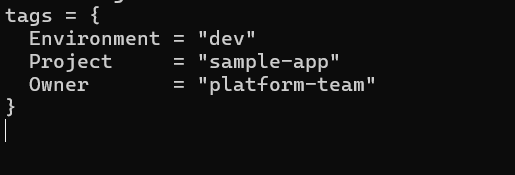 tags = {
  Environment = "dev"
  Project     = "sample-app"
  Owner       = "platform-team"
}